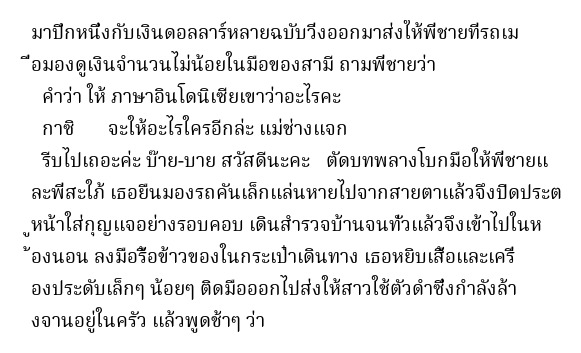 มาปึกหนึ่งกับเงินดอลลาร์หลายฉบับวิ่งออกมาส่งให้พี่ชายที่รถเม
ื่อมองดูเงินจำนวนไม่น้อยในมือของสามี ถามพี่ชายว่า
คำว่า ให้ ภาษาอินโดนิเซียเขาว่าอะไรคะ
กาซิ จะให้อะไรใครอีกล่ะ แม่ช่างแจก
รีบไปเถอะค่ะ บ๊าย-บาย สวัสดีนะคะ ตัดบทพลางโบกมือให้พี่ชายแ
ละพี่สะใภ้ เธอยืนมองรถคันเล็กแล่นหายไปจากสายตาแล้วจึงปิดประต
ูหน้าใส่กุญแจอย่างรอบคอบ เดินสำรวจบ้านจนทั่วแล้วจึงเข้าไปในห
้องนอน ลงมือรื้อข้าวของในกระเป๋าเดินทาง เธอหยิบเสื้อและเครื่
องประดับเล็กๆ น้อยๆ ติดมือออกไปส่งให้สาวใช้ตัวดำซึ่งกำลังล้า
งจานอยู่ในครัว แล้วพูดช้าๆ ว่า